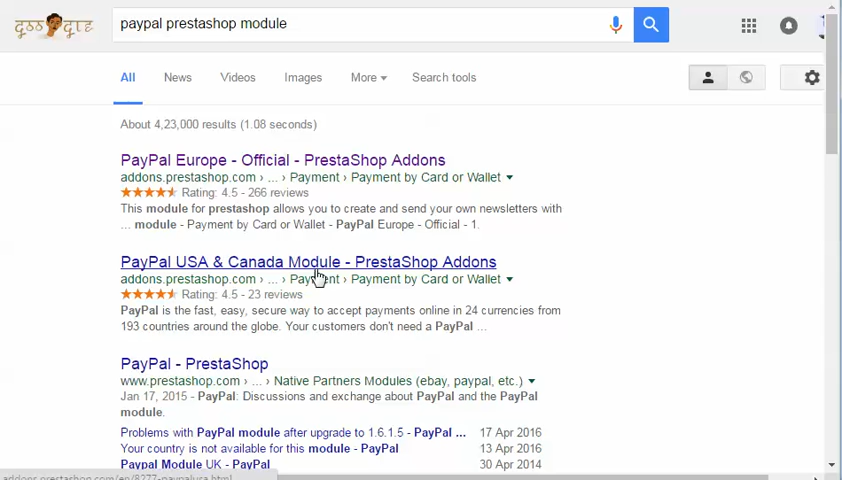 paypal prestashop module
All News Videos Images More Search tools
About 4,23,000 results (1.08 seconds)
PayPal Europe - Official - PrestaShop Addons
addons.prestashop.com › ... › Payment › Payment by Card or Wallet
Rating: 4.5 - 266 reviews
This module for prestashop allows you to create and send your own newsletters with
... module - Payment by Card or Wallet - PayPal Europe - Official - 1.
PayPal USA & Canada Module - PrestaShop Addons
addons.prestashop.com › ... › Payment › Payment by Card or Wallet
Rating: 4.5 - 23 reviews
PayPal is the fast, easy, secure way to accept payments online in 24 currencies from
193 countries around the globe. Your customers don't need a PayPal ...
PayPal - PrestaShop
www.prestashop.com › ... › Native Partners Modules (ebay, paypal, etc.)
Jan 17, 2015 - PayPal: Discussions and exchange about PayPal and the PayPal
module.
Problems with PayPal module after upgrade to 1.6.1.5 - PayPal ... 17 Apr 2016
Your country is not available for this module - PayPal 13 Apr 2016
Paypal Module UK - PayPal 30 Apr 2014